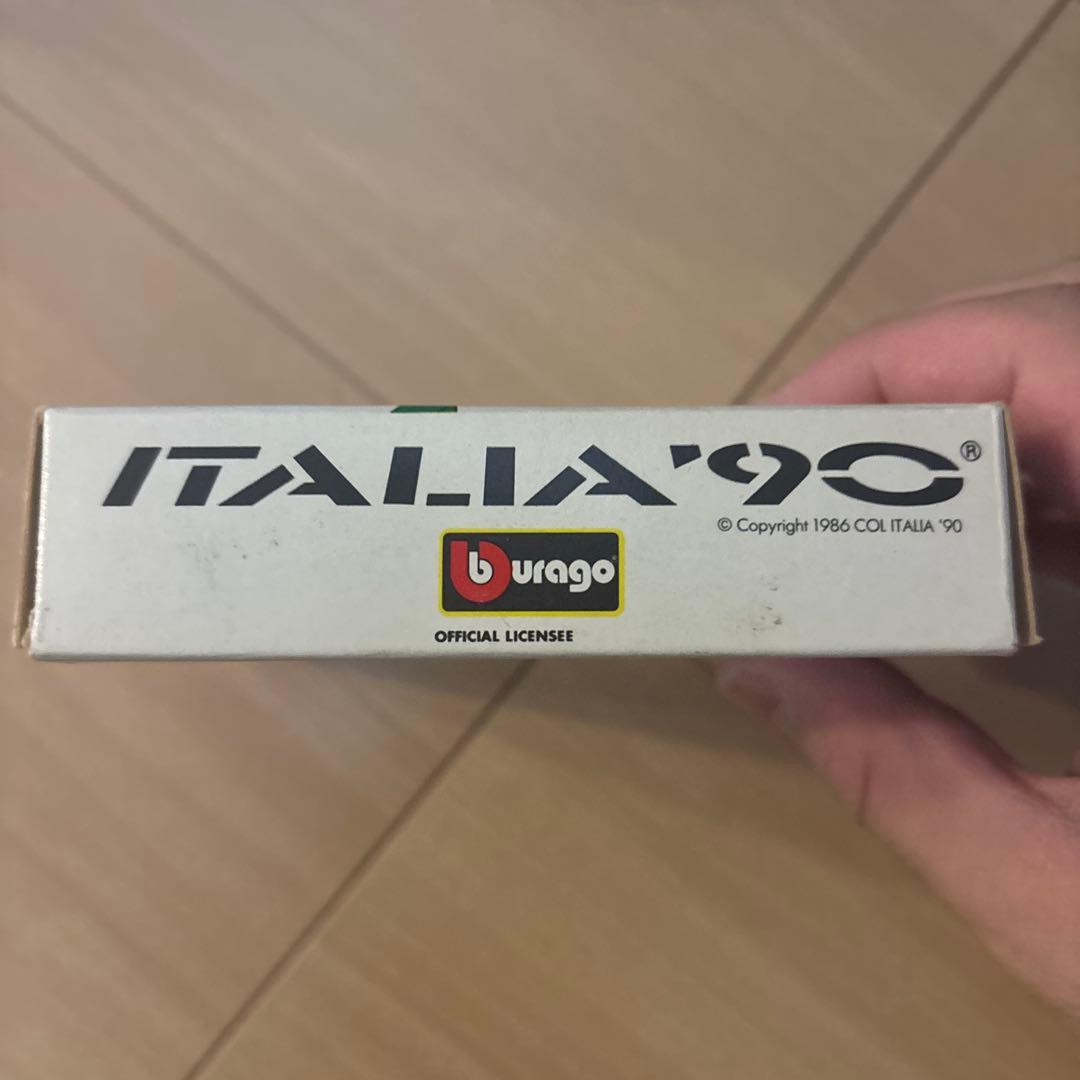 ITALIA '90®
© Copyright 1986 COL ITALIA '90
burago
OFFICIAL LICENSEE